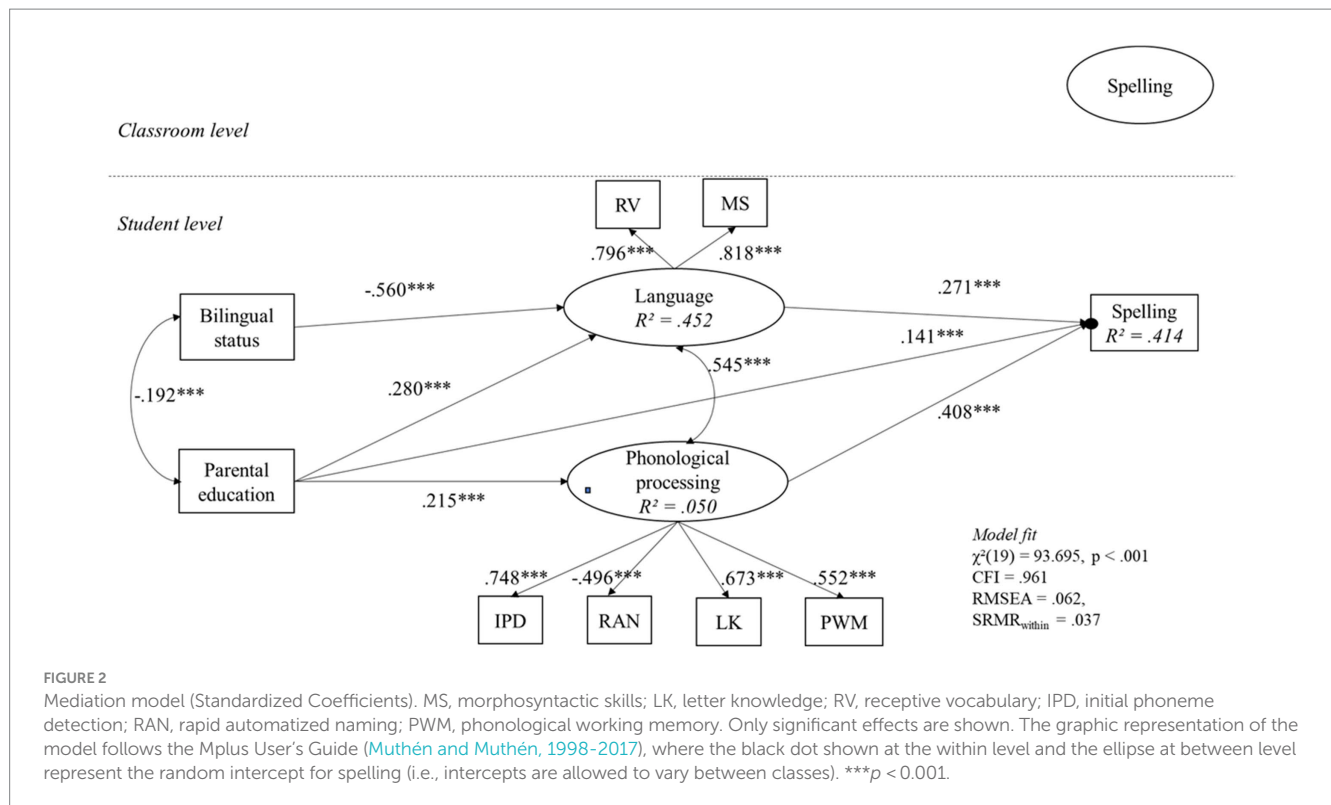 Spelling
Classroom level
Student level
RV
MS
.796***
.818***
-.560***
Language
R² = .452
.271***
Bilingual
status
Spelling
R² = .414
.141***
.545***
.280***
-.192***
.408***
Parental
education
Phonological
processing
R² = .050
.215***
.748***
-.496***
.673***
.552***
IPD
RAN
LK
PWM
Model fit
χ²(19) = 93.695, p < .001
CFI = .961
RMSEA = .062,
SRMRwithin = .037
FIGURE 2
Mediation model (Standardized Coefficients). MS, morphosyntactic skills; LK, letter knowledge; RV, receptive vocabulary; IPD, initial phoneme
detection; RAN, rapid automatized naming; PWM, phonological working memory. Only significant effects are shown. The graphic representation of the
model follows the Mplus User's Guide (Muthén and Muthén, 1998-2017), where the black dot shown at the within level and the ellipse at between level
represent the random intercept for spelling (i.e., intercepts are allowed to vary between classes). ***p < 0.001.